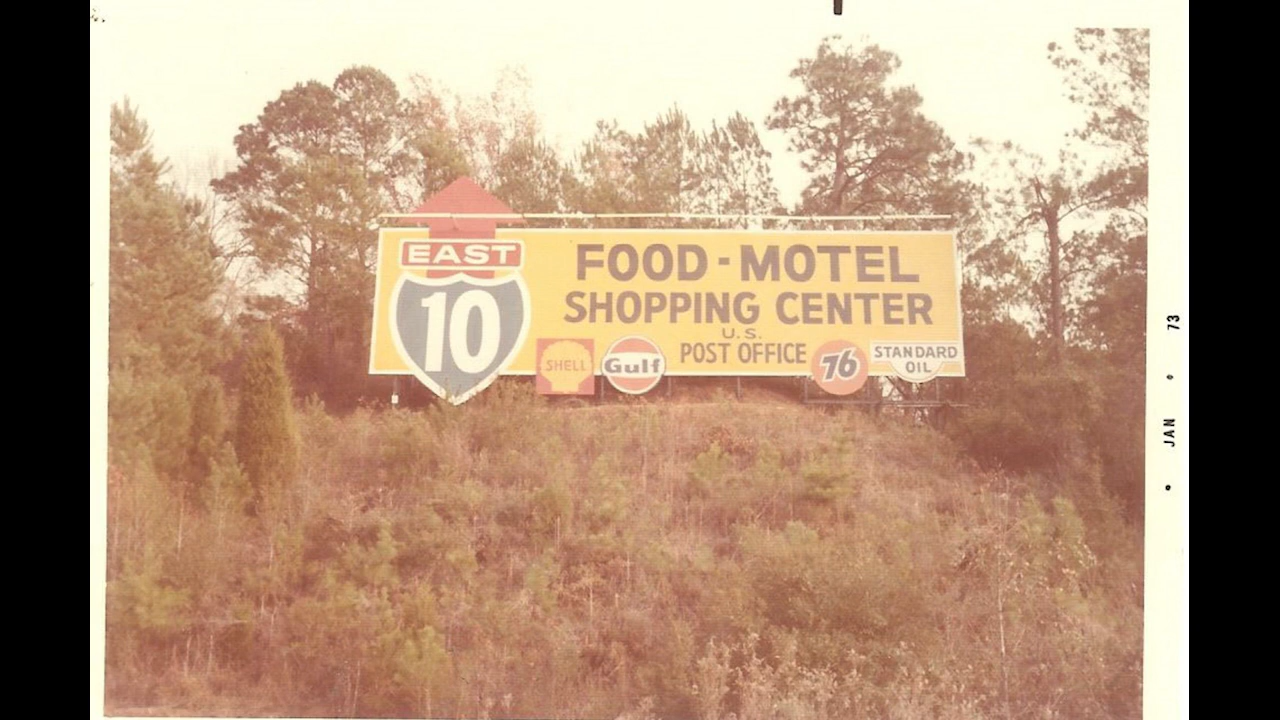 EAST
10
FOOD - MOTEL
SHOPPING CENTER
U.S.
POST OFFICE
SHELL
Gulf
76
STANDARD
OIL
JAN 73